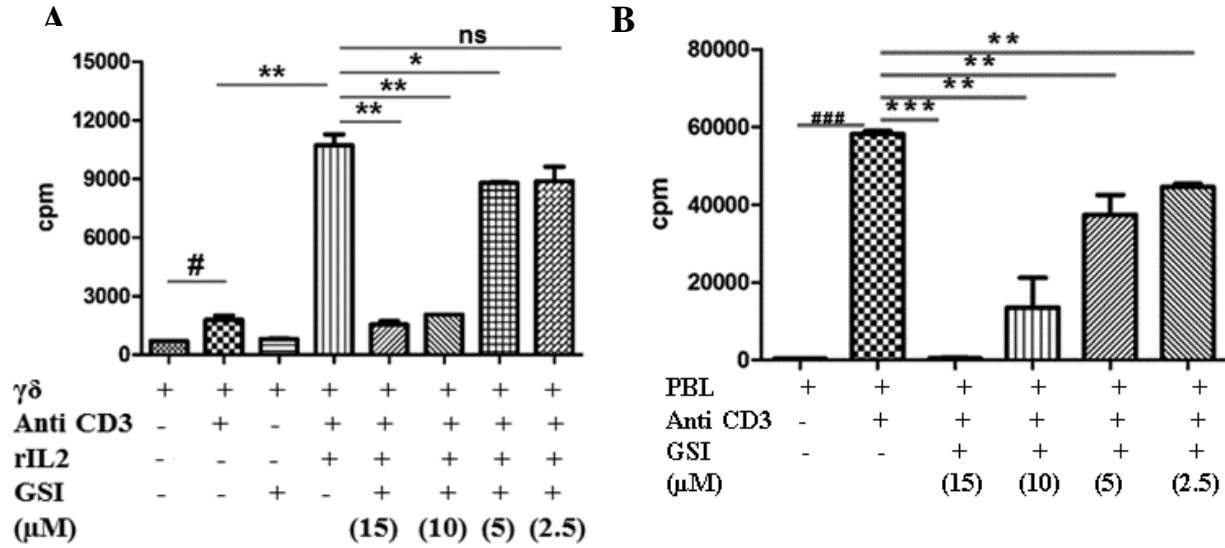 A
ns
*
**
**
**
#
15000
12000
9000
6000
3000
0
cpm
γδ + + + + + + + +
Anti CD3 - + - + + + + +
rIL2 - - - + + + + +
GSI - - + - + + + +
(μM) (15) (10) (5) (2.5)
B
**
**
**
***
###
80000
60000
40000
20000
0
cpm
PBL + + + + + +
Anti CD3 - + + + + +
GSI - - + + + +
(μM) (15) (10) (5) (2.5)